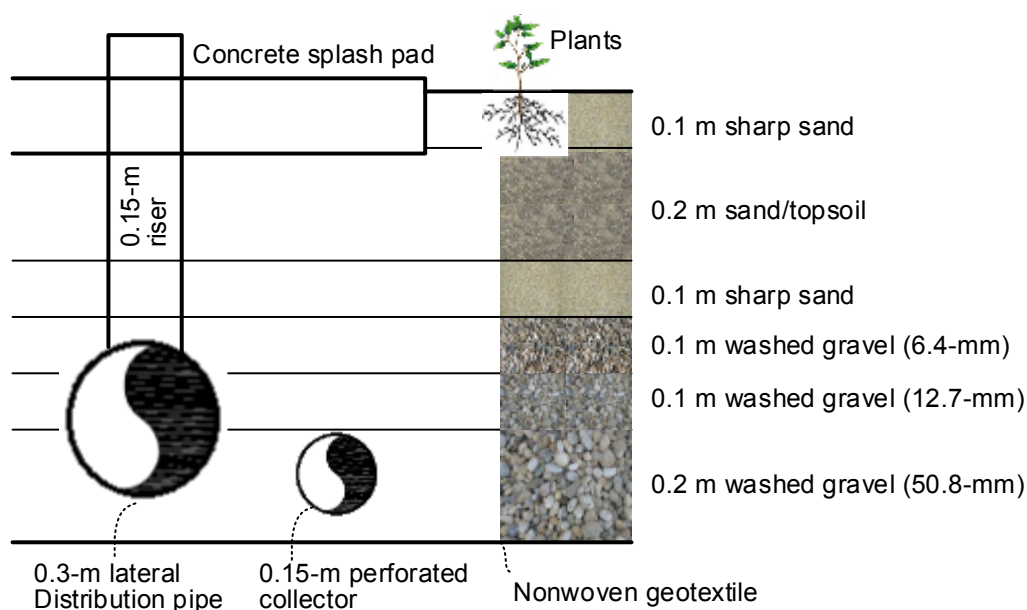 Concrete splash pad
Plants
0.1 m sharp sand
0.15-m
riser
0.2 m sand/topsoil
0.1 m sharp sand
0.1 m washed gravel (6.4-mm)
0.1 m washed gravel (12.7-mm)
0.2 m washed gravel (50.8-mm)
0.3-m lateral
Distribution pipe
0.15-m perforated
collector
Nonwoven geotextile